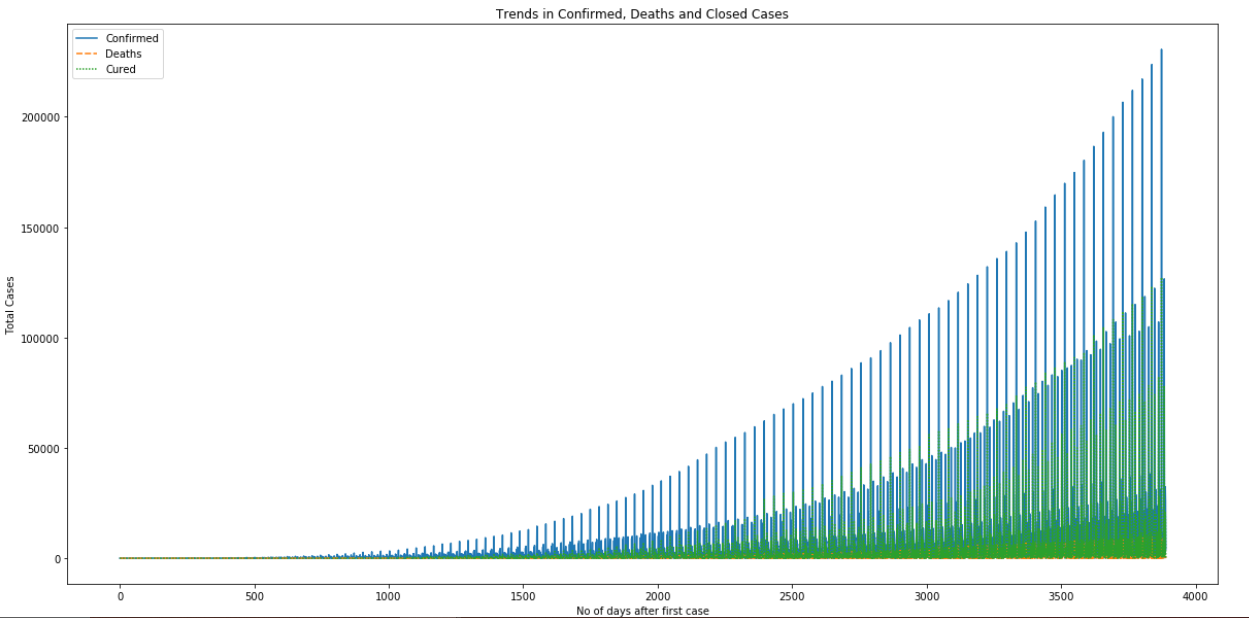 Trends in Confirmed, Deaths and Closed Cases
Confirmed
Deaths
Cured
Total Cases
200000
150000
100000
50000
0
0 500 1000 1500 2000 2500 3000 3500 4000
No of days after first case